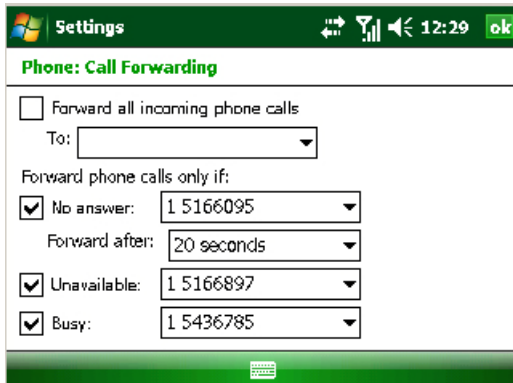 Settings 12:29 ok
Phone: Call Forwarding
Forward all incoming phone calls
To:
Forward phone calls only if:
No answer: 1 5166095
Forward after: 20 seconds
Unavailable: 1 5166897
Busy: 1 5436785